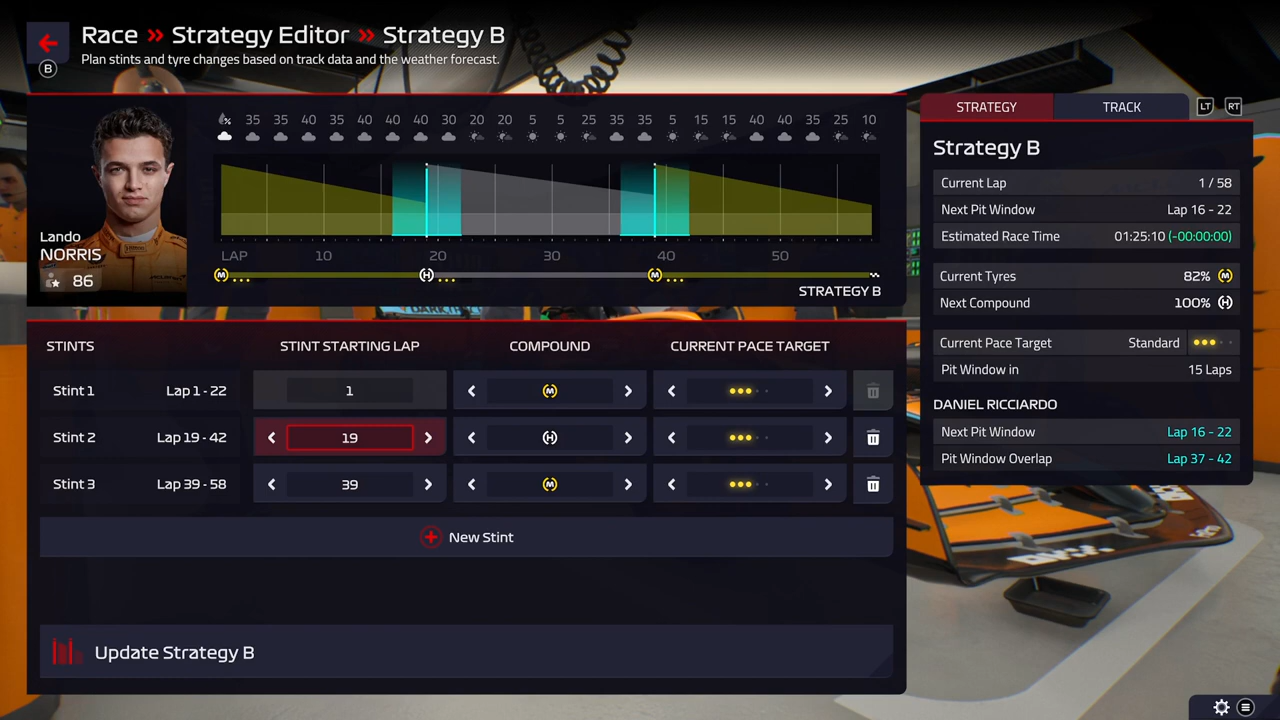 Race » Strategy Editor » Strategy B
B
Plan stints and tyre changes based on track data and the weather forecast.
% 35 35 40 35 40 40 40 30 20 20 5 5 25 35 35 5 15 15 40 40 35 25 10
Lando
NORRIS
86
LAP 10 20 30 40 50
M H M
STRATEGY B
STINTS STINT STARTING LAP COMPOUND CURRENT PACE TARGET
Stint 1 Lap 1 - 22 1 M
Stint 2 Lap 19 - 42 19 H
Stint 3 Lap 39 - 58 39 M
New Stint
Update Strategy B
STRATEGY TRACK LT RT
Strategy B
Current Lap 1 / 58
Next Pit Window Lap 16 - 22
Estimated Race Time 01:25:10 (-00:00:00)
Current Tyres 82% M
Next Compound 100% H
Current Pace Target Standard
Pit Window in 15 Laps
DANIEL RICCIARDO
Next Pit Window Lap 16 - 22
Pit Window Overlap Lap 37 - 42